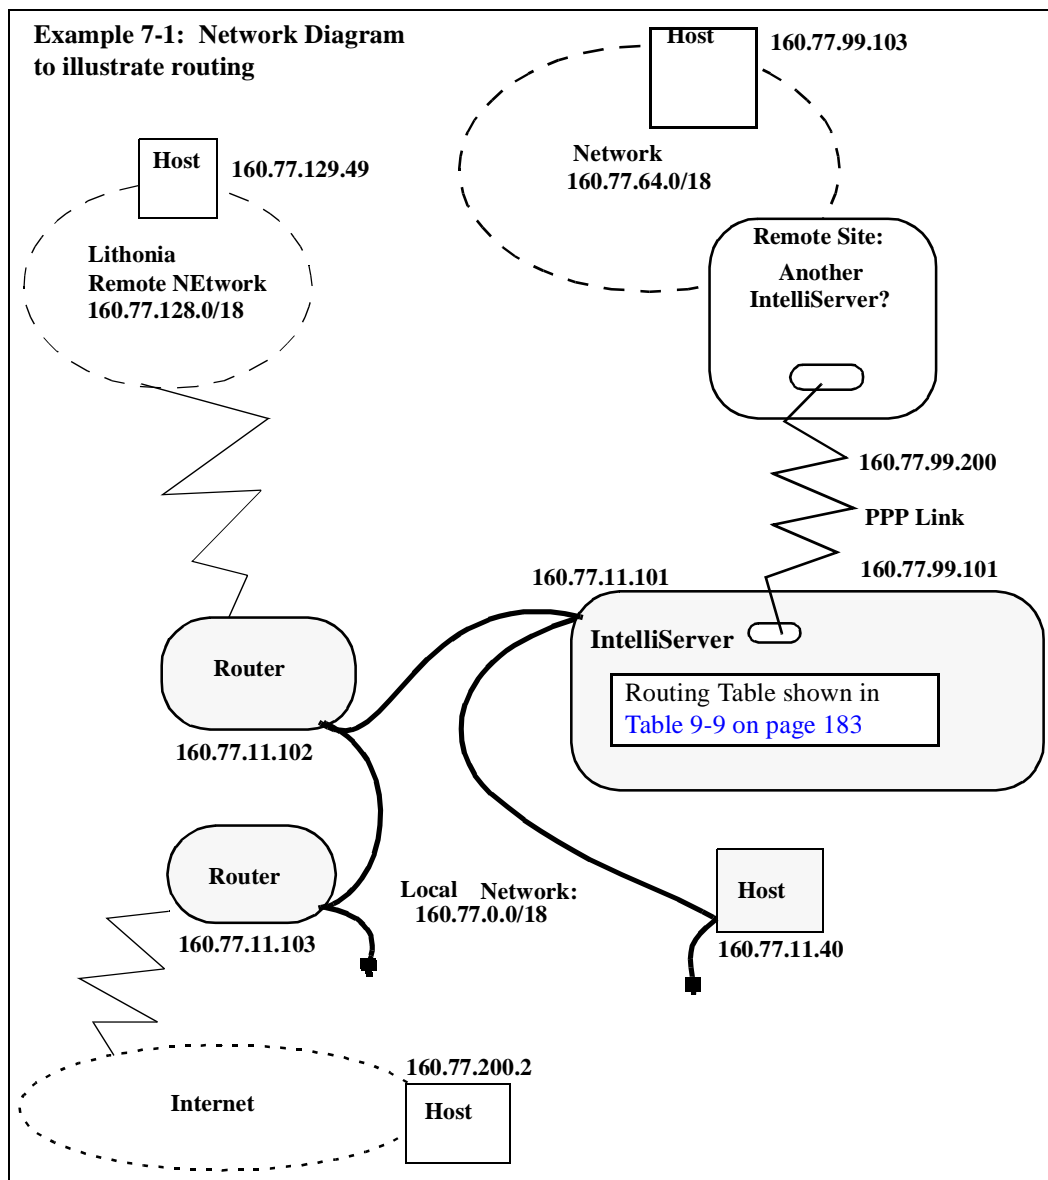 Example 7-1: Network Diagram
to illustrate routing
Host
160.77.99.103
Host
160.77.129.49
Network
160.77.64.0/18
Lithonia
Remote NEtwork
160.77.128.0/18
Remote Site:
Another
IntelliServer?
160.77.99.200
PPP Link
160.77.99.101
160.77.11.101
IntelliServer
Routing Table shown in
Table 9-9 on page 183
Router
160.77.11.102
Router
160.77.11.103
Local Network:
160.77.0.0/18
Host
160.77.11.40
160.77.200.2
Internet
Host